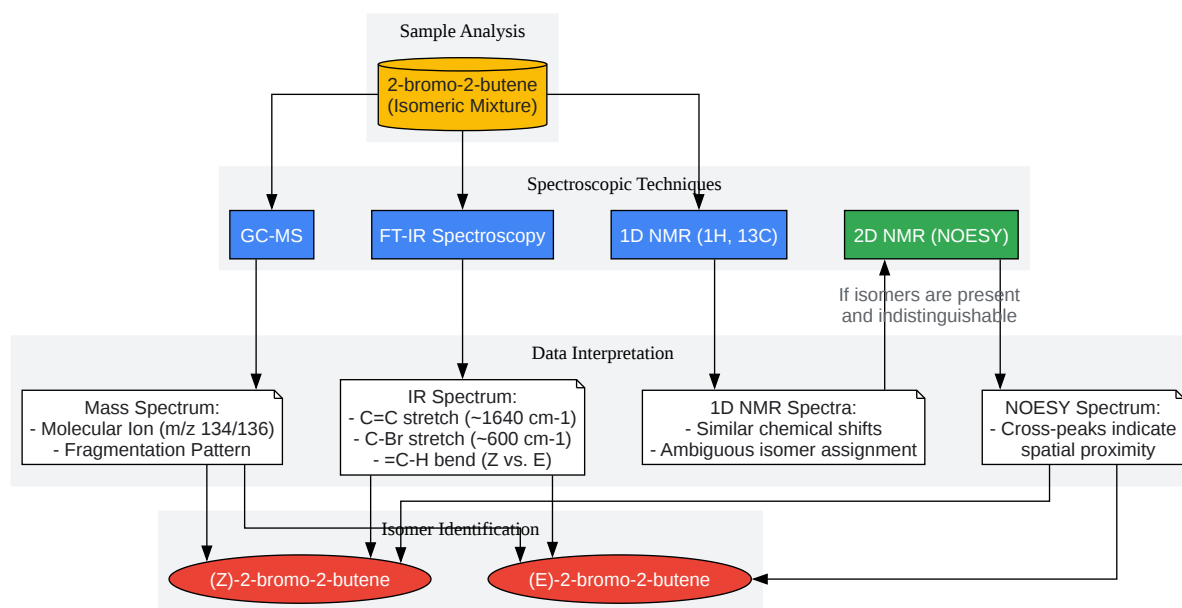 Sample Analysis
2-bromo-2-butene
(Isomeric Mixture)
Spectroscopic Techniques
GC-MS
FT-IR Spectroscopy
1D NMR (1H, 13C)
2D NMR (NOESY)
If isomers are present
and indistinguishable
Data Interpretation
Mass Spectrum:
- Molecular Ion (m/z 134/136)
- Fragmentation Pattern
IR Spectrum:
- C=C stretch (~1640 cm-1)
- C-Br stretch (~600 cm-1)
- =C-H bend (Z vs. E)
1D NMR Spectra:
- Similar chemical shifts
- Ambiguous isomer assignment
NOESY Spectrum:
- Cross-peaks indicate
spatial proximity
Isomer Identification
(Z)-2-bromo-2-butene
(E)-2-bromo-2-butene